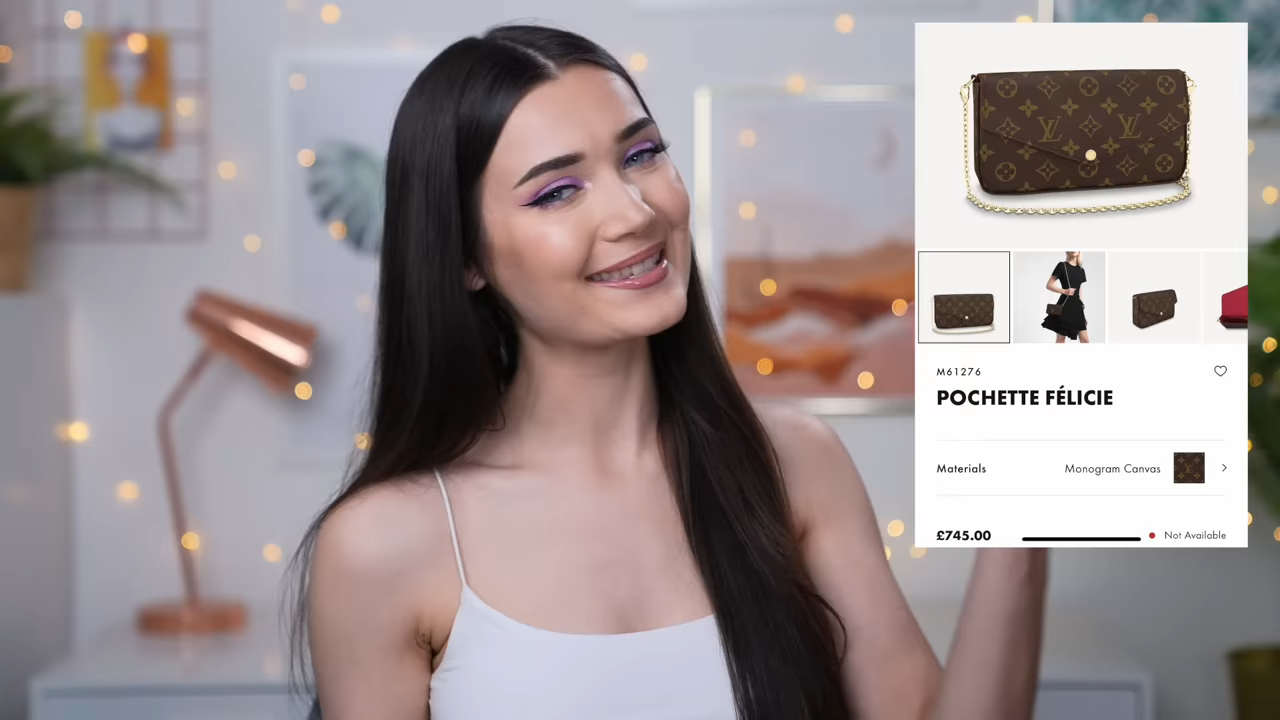 M61276
POCHETTE FÉLICIE
Materials Monogram Canvas
£745.00 Not Available